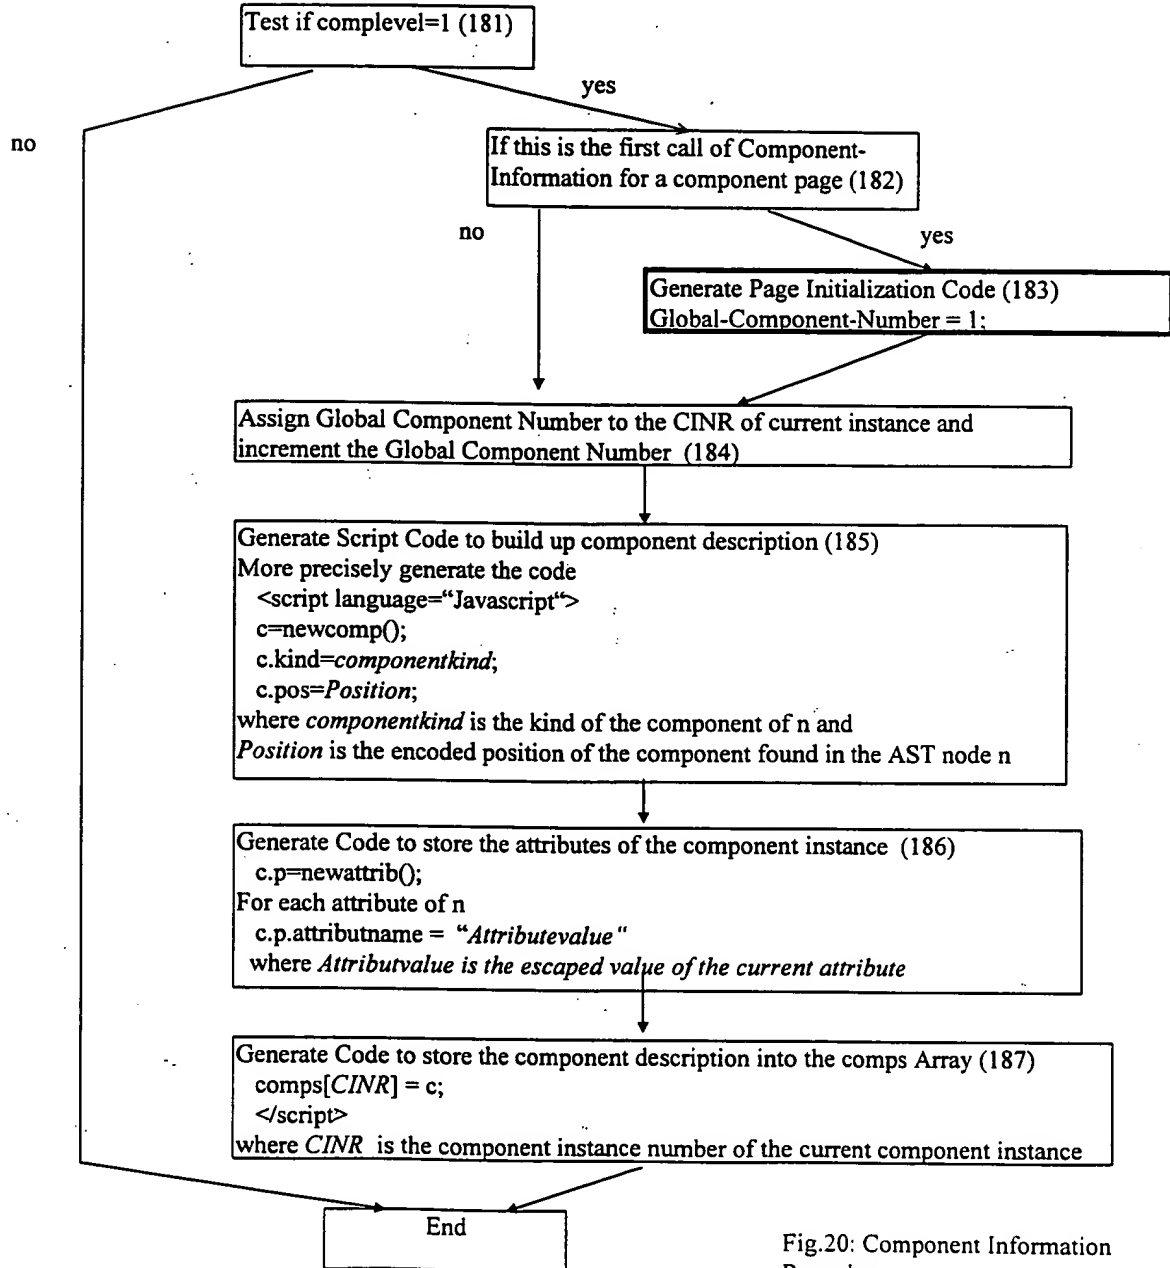 Test if complevel=1 (181)
yes
no
If this is the first call of Component-
Information for a component page (182)
no
yes
Generate Page Initialization Code (183)
Global-Component-Number = 1;
Assign Global Component Number to the CINR of current instance and
increment the Global Component Number (184)
Generate Script Code to build up component description (185)
More precisely generate the code
<script language=“Javascript“>
c=newcomp();
c.kind=componentkind;
c.pos=Position;
where componentkind is the kind of the component of n and
Position is the encoded position of the component found in the AST node n
Generate Code to store the attributes of the component instance (186)
c.p=newattrib();
For each attribute of n
c.p.attributname = “Attributevalue"
where Attributvalue is the escaped value of the current attribute
Generate Code to store the component description into the comps Array (187)
comps[CINR] = c;
</script>
where CINR is the component instance number of the current component instance
End
Fig.20: Component Information